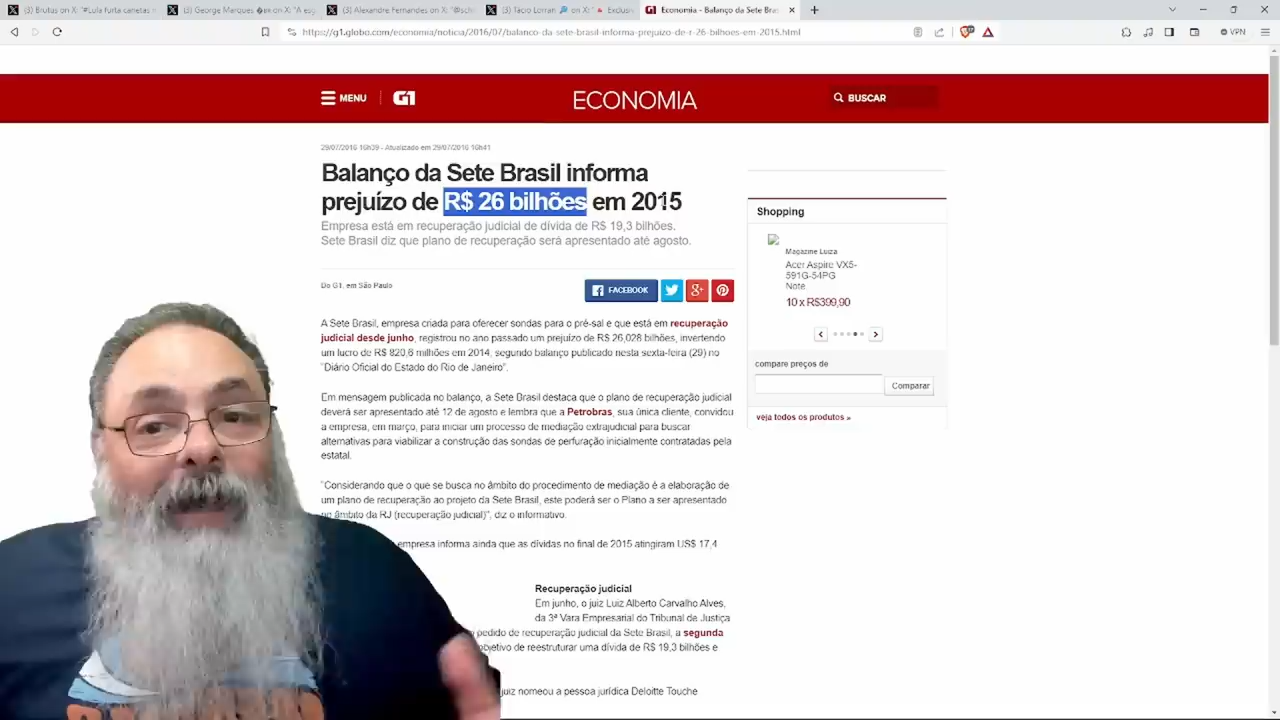 (3) Brutus on X: "Lula furta canetas
(3) George Marques
on X: "A esq
(3) Alexandre Fernandes on X: "@scho
(3) Tácio Lorran
on X:
Exclusiv
Economia - Balanço da Sete Bras
https://g1.globo.com/economia/noticia/2016/07/balanco-da-sete-brasil-informa-prejuizo-de-r-26-bilhoes-em-2015.html
VPN
MENU
G1
ECONOMIA
BUSCAR
29/07/2016 16h39 - Atualizado em 29/07/2016 16h41
Balanço da Sete Brasil informa
prejuízo de R$ 26 bilhões em 2015
Empresa está em recuperação judicial de dívida de R$ 19,3 bilhões.
Sete Brasil diz que plano de recuperação será apresentado até agosto.
Do G1, em São Paulo
FACEBOOK
A Sete Brasil, empresa criada para oferecer sondas para o pré-sal e que está em recuperação
judicial desde junho, registrou no ano passado um prejuízo de R$ 26,028 bilhões, invertendo
um lucro de R$ 820,6 milhões em 2014, segundo balanço publicado nesta sexta-feira (29) no
"Diário Oficial do Estado do Rio de Janeiro".
Em mensagem publicada no balanço, a Sete Brasil destaca que o plano de recuperação judicial
deverá ser apresentado até 12 de agosto e lembra que a Petrobras, sua única cliente, convidou
a empresa, em março, para iniciar um processo de mediação extrajudicial para buscar
alternativas para viabilizar a construção das sondas de perfuração inicialmente contratadas pela
estatal.
"Considerando que o que se busca no âmbito do procedimento de mediação é a elaboração de
um plano de recuperação ao projeto da Sete Brasil, este poderá ser o Plano a ser apresentado
no âmbito da RJ (recuperação judicial)", diz o informativo.
empresa informa ainda que as dívidas no final de 2015 atingiram US$ 17,4
Recuperação judicial
Em junho, o juiz Luiz Alberto Carvalho Alves,
da 3ª Vara Empresarial do Tribunal de Justiça
pedido de recuperação judicial da Sete Brasil, a segunda
objetivo de reestruturar uma dívida de R$ 19,3 bilhões e
juiz nomeou a pessoa jurídica Deloitte Touche
Shopping
Magazine Luiza
Acer Aspire VX5-
591G-54PG
Note
10 x R$399,90
compare preços de
Comparar
veja todos os produtos »